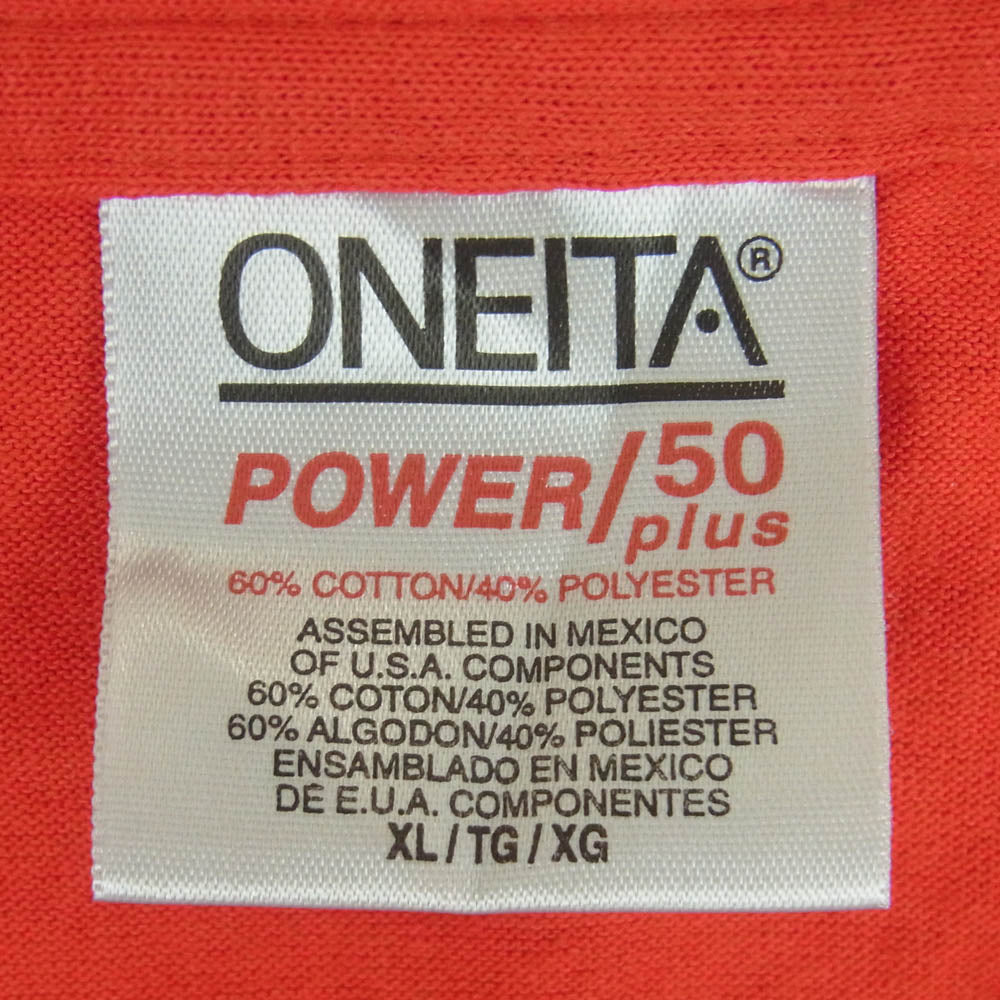 ONEITA®
POWER/50 plus
60% COTTON/40% POLYESTER
ASSEMBLED IN MEXICO
OF U.S.A. COMPONENTS
60% COTON/40% POLYESTER
60% ALGODON/40% POLIESTER
ENSAMBLADO EN MEXICO
DE E.U.A. COMPONENTES
XL/TG/XG